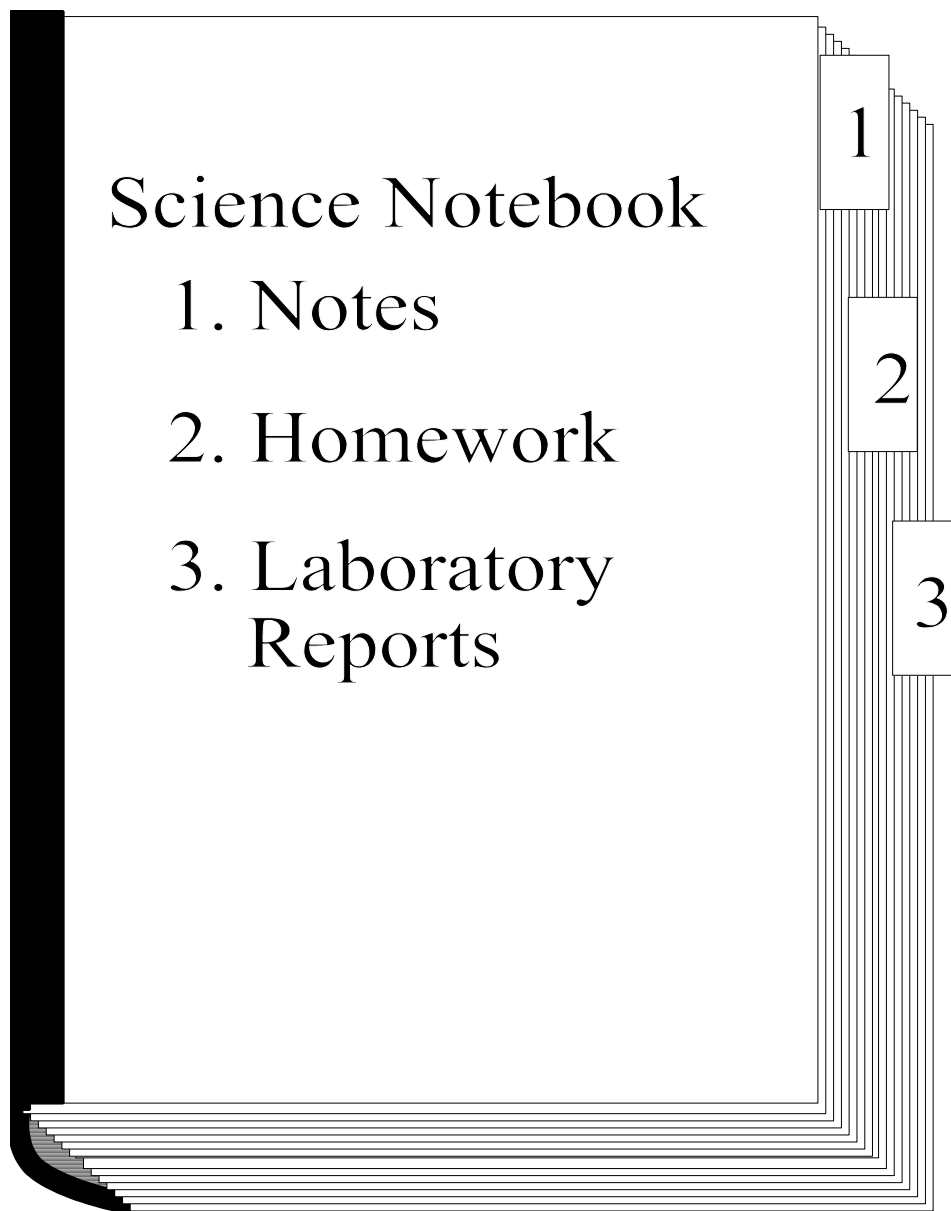 Science Notebook
1. Notes
2. Homework
3. Laboratory
Reports
1
2
3